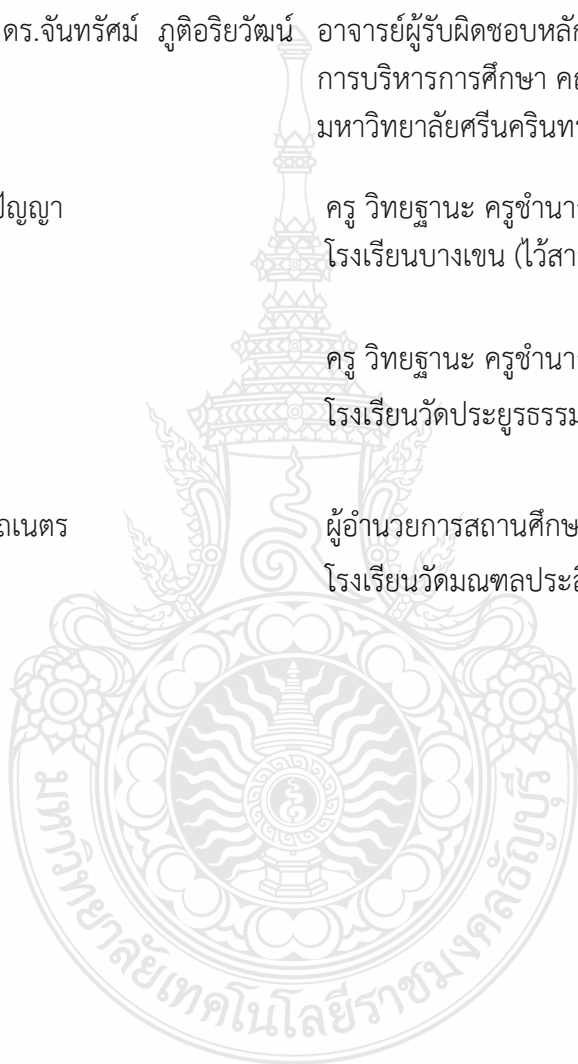 ดร.จันทรัศม์ ภูติอริยวัฒน์ อาจารย์ผู้รับผิดชอบหลัก
การบริหารการศึกษา
มหาวิทยาลัยศรีนครินทร
ปัญญา ครู วิทยฐานะ ครูชำนา
โรงเรียนบางเขน (ไว้สา
ครู วิทยฐานะ ครูชำนา
โรงเรียนวัดประยูรธรรม
ถเนตร ผู้อำนวยการสถานศึกษ
โรงเรียนวัดมณฑลประสิ
มหาวิทยาลัยเทคโนโลยีราชมงคลธัญบุรี